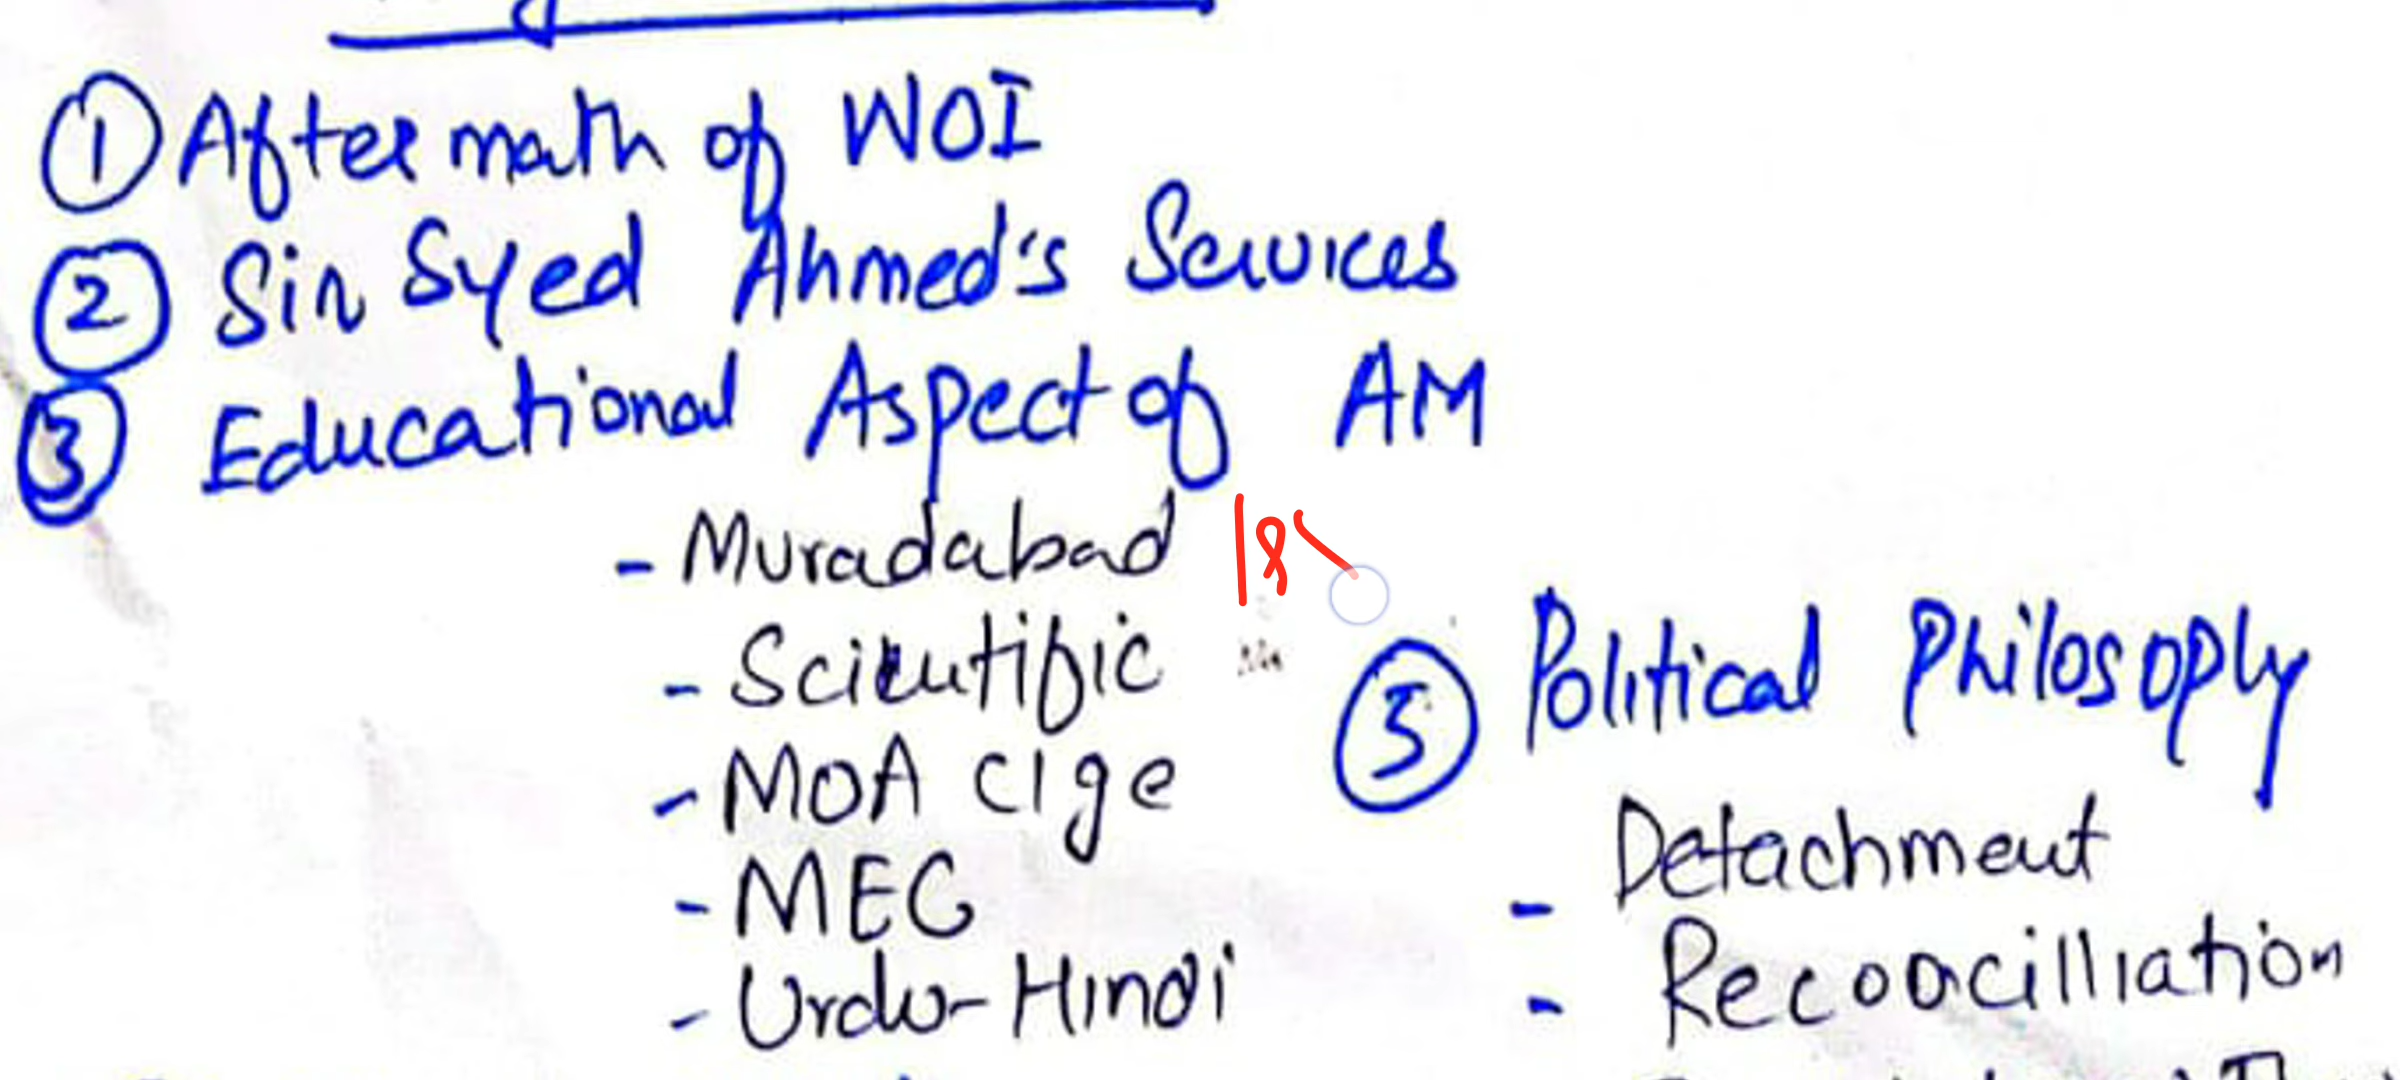 ① Aftermath of WOI
② Sir Syed Ahmed's Services
③ Educational Aspect of AM
- Muradabad 18
- Scientific
- MOA Clge
- MEC
- Urdu-Hindi
⑤ Political Philosophy
- Detachment
- Reconcilliation